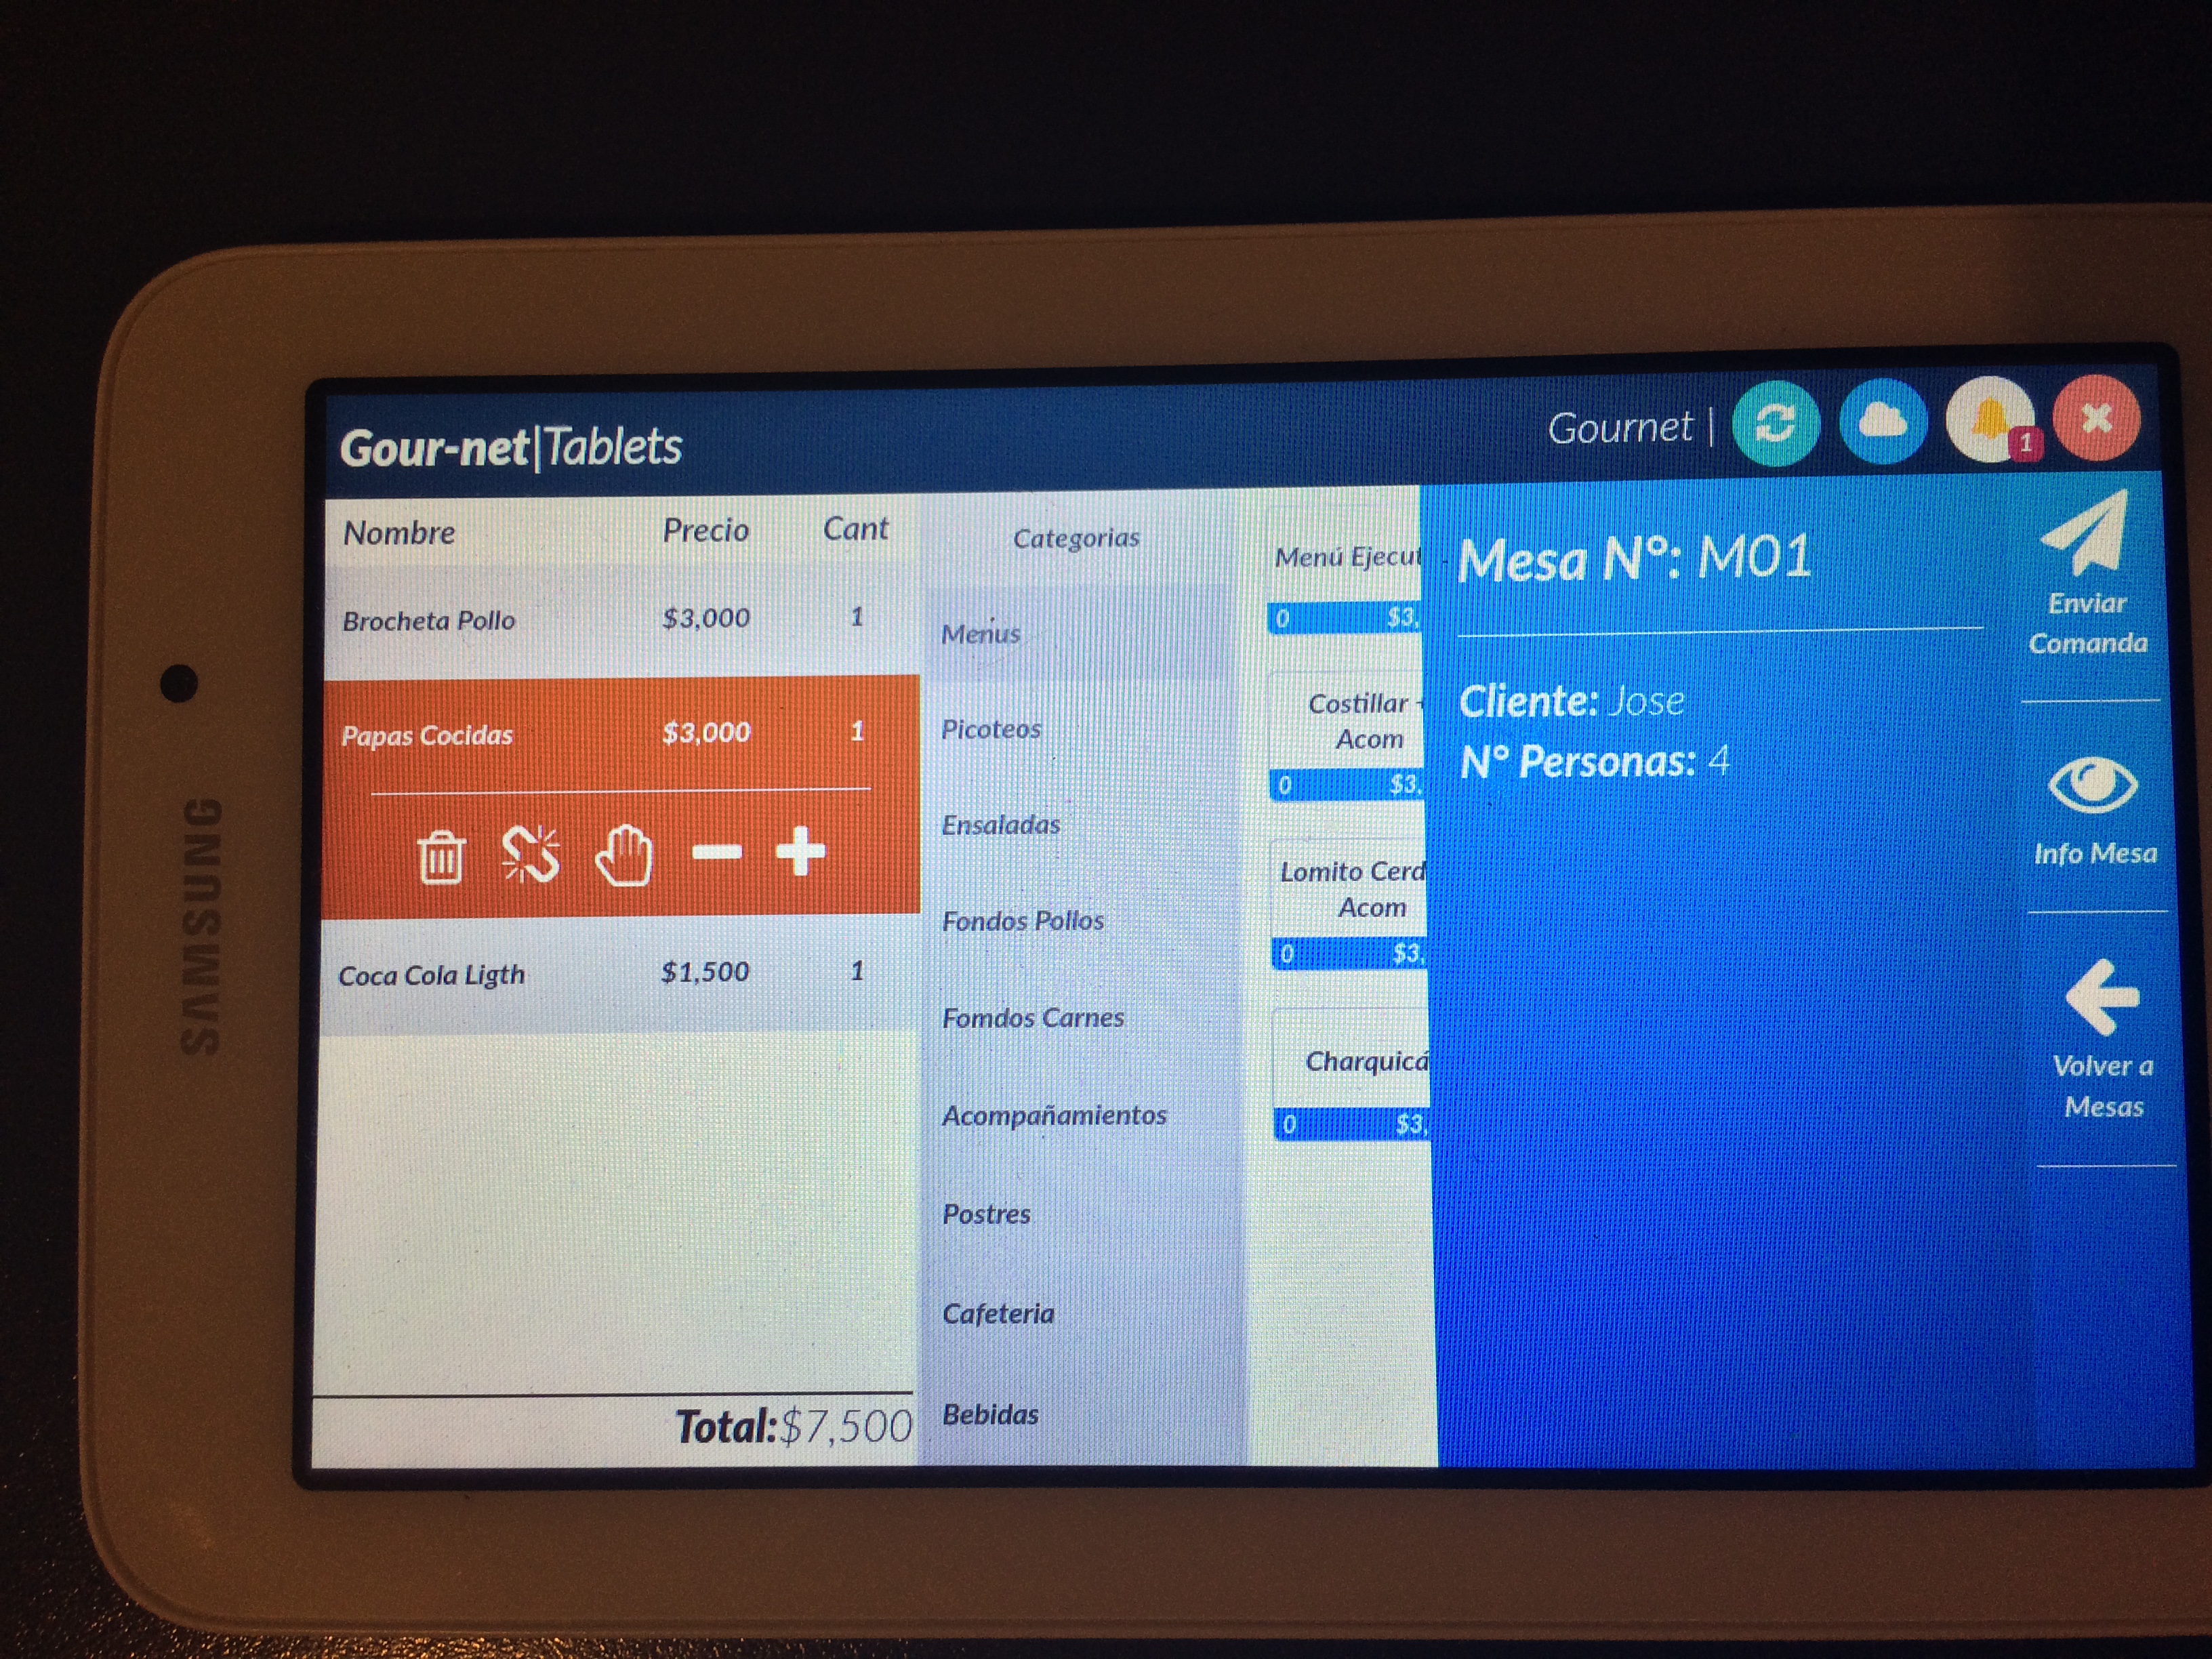 SAMSUNG
Gour-net|Tablets
Gournet |
1
Nombre Precio Cant
Brocheta Pollo $3,000 1
Papas Cocidas $3,000 1
Coca Cola Ligth $1,500 1
Total:$7,500
Categorias
Menus
Picoteos
Ensaladas
Fondos Pollos
Fomdos Carnes
Acompañamientos
Postres
Cafeteria
Bebidas
Menú Ejecut
0 $3,
Costillar +
Acom
0 $3,
Lomito Cerd
Acom
0 $3,
Charquicá
0 $3,
Mesa N°: M01
Cliente: Jose
N° Personas: 4
Enviar
Comanda
Info Mesa
Volver a
Mesas